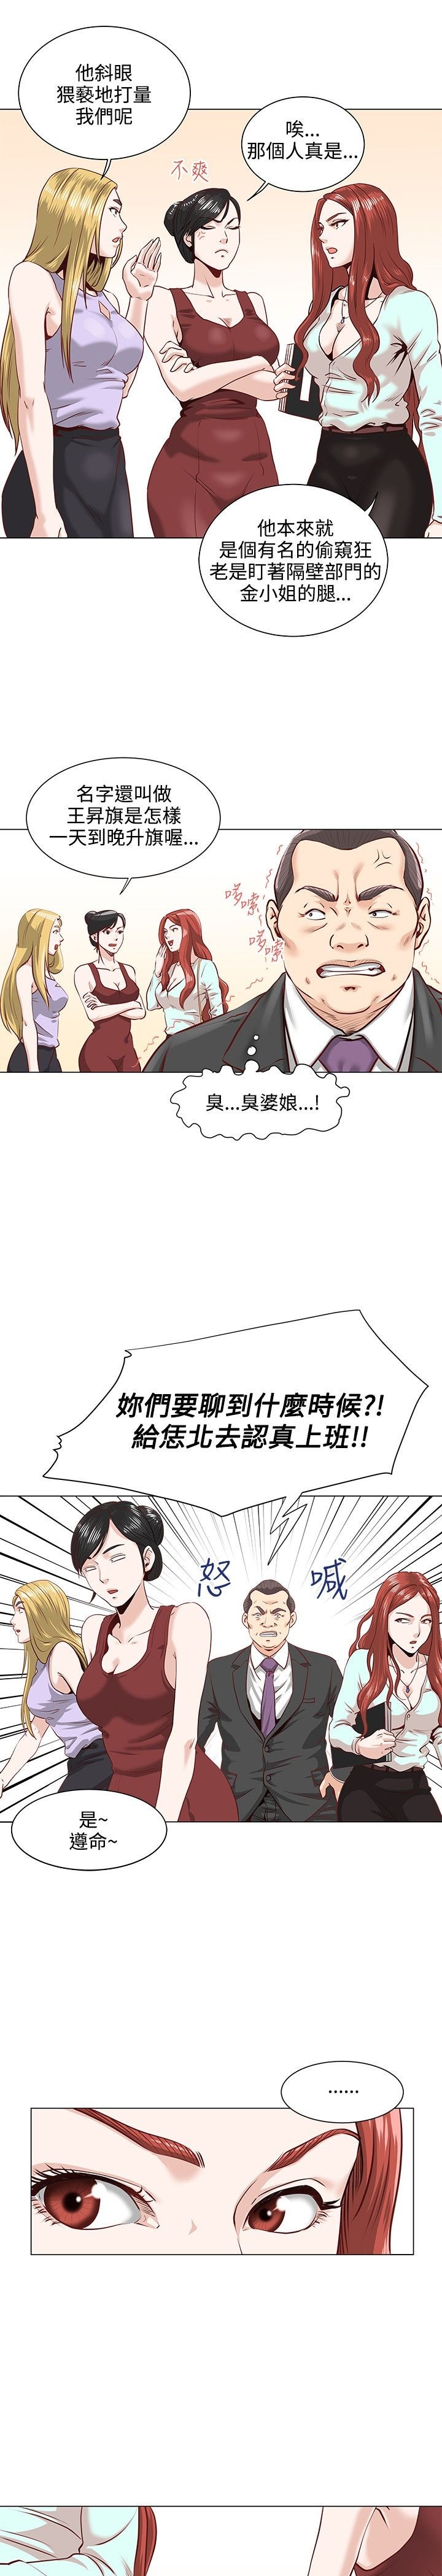 他斜眼
猥褻地打量
我們呢
唉...
那個人真是...
不爽
他本來就
是個有名的偷窺狂
老是盯著隔壁部門的
金小姐的腿...
名字還叫做
王昇旗是怎樣
一天到晚升旗喔...
哆嗦
哆嗦
臭...臭婆娘...!
妳們要聊到什麼時候?!
給恁北去認真上班!!
怒
喊
是~
遵命~
......